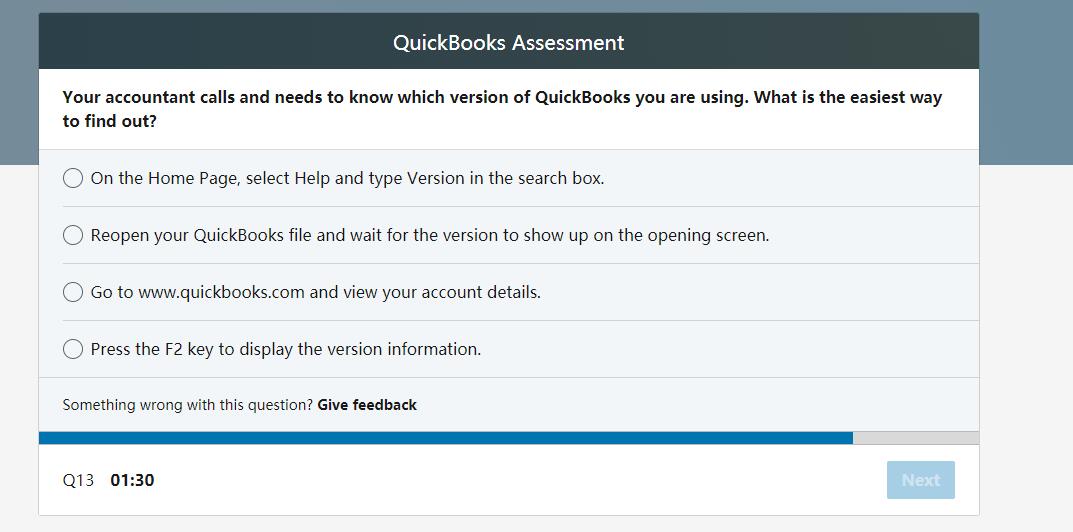 QuickBooks Assessment
Your accountant calls and needs to know which version of QuickBooks you are using. What is the easiest way
to find out?
On the Home Page, select Help and type Version in the search box.
Reopen your QuickBooks file and wait for the version to show up on the opening screen.
Go to www.quickbooks.com and view your account details.
Press the F2 key to display the version information.
Something wrong with this question? Give feedback
Q13 01:30
Next